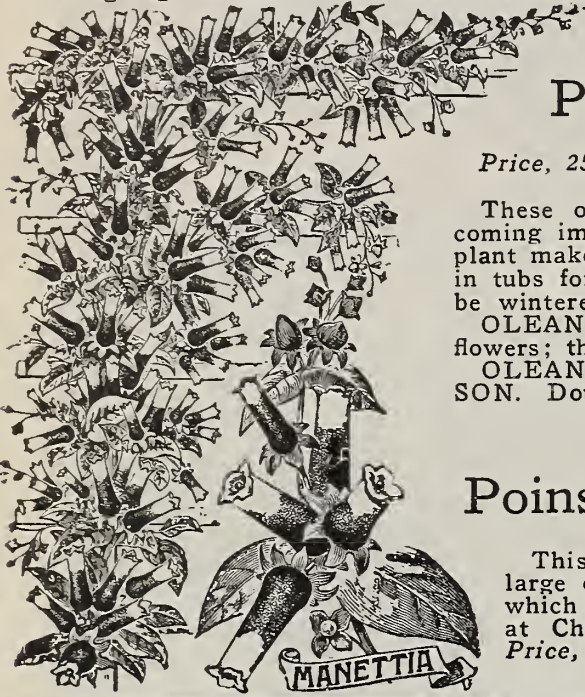 P
Price, 25
These o
coming im
plant mak
in tubs fo
be wintere
OLEAN
flowers; th
OLEAN
SON. Do
Poins
This
large
which
at Ch
Price,
MANETTIA